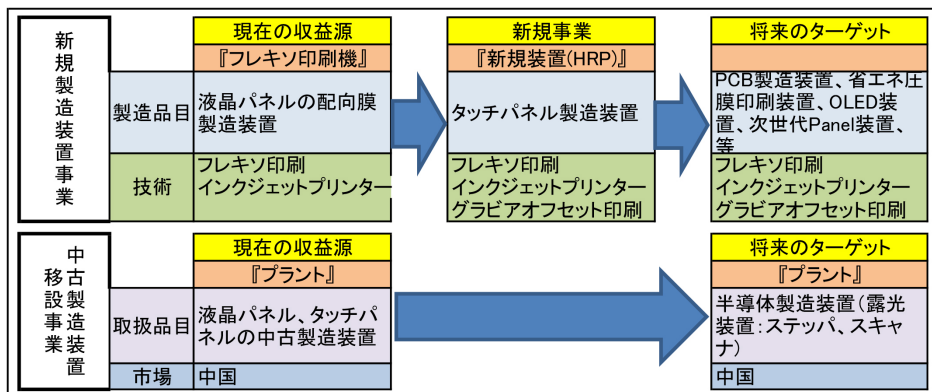 新規製造装置事業
現在の収益源
新規事業
将来のターゲット
『フレキソ印刷機』
『新規装置(HRP)』
製造品目
液晶パネルの配向膜
製造装置
タッチパネル製造装置
PCB製造装置、省エネ圧
膜印刷装置、OLED装
置、次世代Panel装置、
等
技術
フレキソ印刷
インクジェットプリンター
フレキソ印刷
インクジェットプリンター
グラビアオフセット印刷
フレキソ印刷
インクジェットプリンター
グラビアオフセット印刷
中古製造装置
移設事業
現在の収益源
将来のターゲット
『プラント』
『プラント』
取扱品目
液晶パネル、タッチパ
ネルの中古製造装置
半導体製造装置(露光
装置:ステッパ、スキャ
ナ)
市場
中国
中国